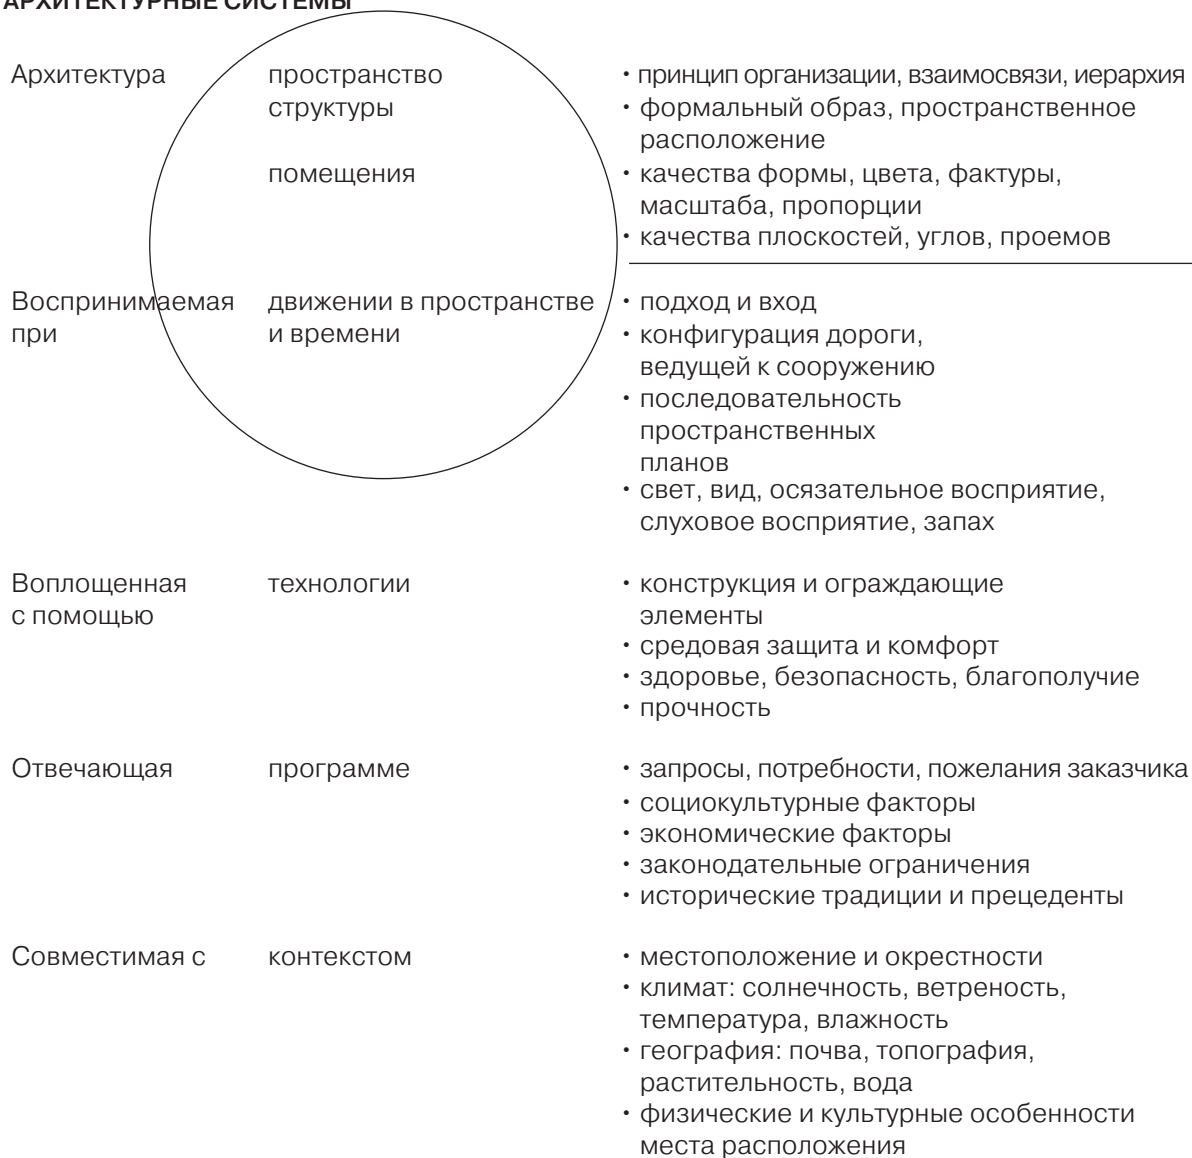 АРХИТЕКТУРНЫЕ СИСТЕМЫ
Архитектура пространство • принцип организации, взаимосвязи, иерархия
структуры • формальный образ, пространственное
расположение
помещения • качества формы, цвета, фактуры,
масштаба, пропорции
• качества плоскостей, углов, проемов
Воспринимаемая движении в пространстве • подход и вход
при и времени • конфигурация дороги,
ведущей к сооружению
• последовательность
пространственных
планов
• свет, вид, осязательное восприятие,
слуховое восприятие, запах
Воплощенная технологии • конструкция и ограждающие
с помощью элементы
• средовая защита и комфорт
• здоровье, безопасность, благополучие
• прочность
Отвечающая программе • запросы, потребности, пожелания заказчика
• социокультурные факторы
• экономические факторы
• законодательные ограничения
• исторические традиции и прецеденты
Совместимая с контекстом • местоположение и окрестности
• климат: солнечность, ветреность,
температура, влажность
• география: почва, топография,
растительность, вода
• физические и культурные особенности
места расположения